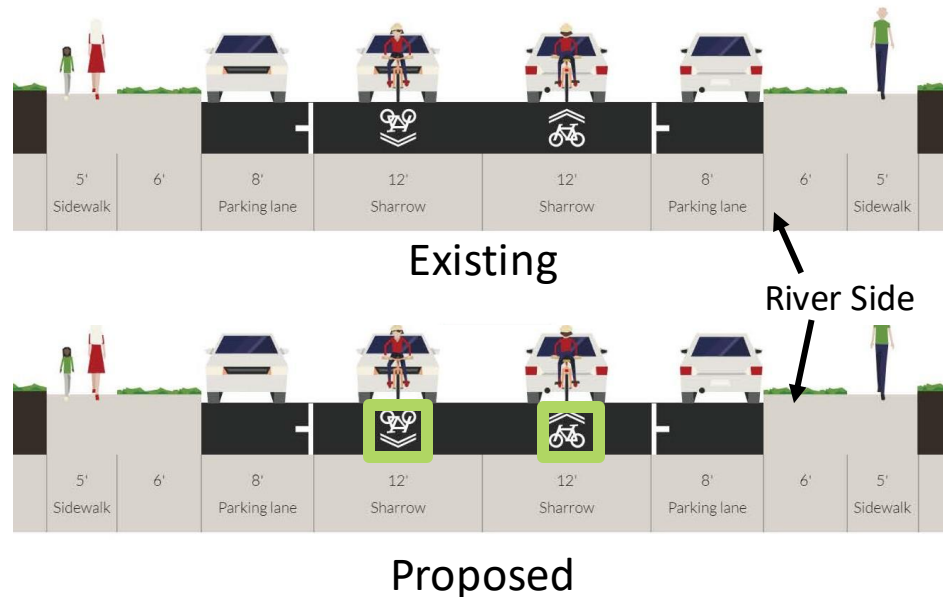 5' 6' 8' 12' 12' 8' 6' 5'
Sidewalk Parking lane Sharrow Sharrow Parking lane Sidewalk
Existing
River Side
5' 6' 8' 12' 12' 8' 6' 5'
Sidewalk Parking lane Sharrow Sharrow Parking lane Sidewalk
Proposed